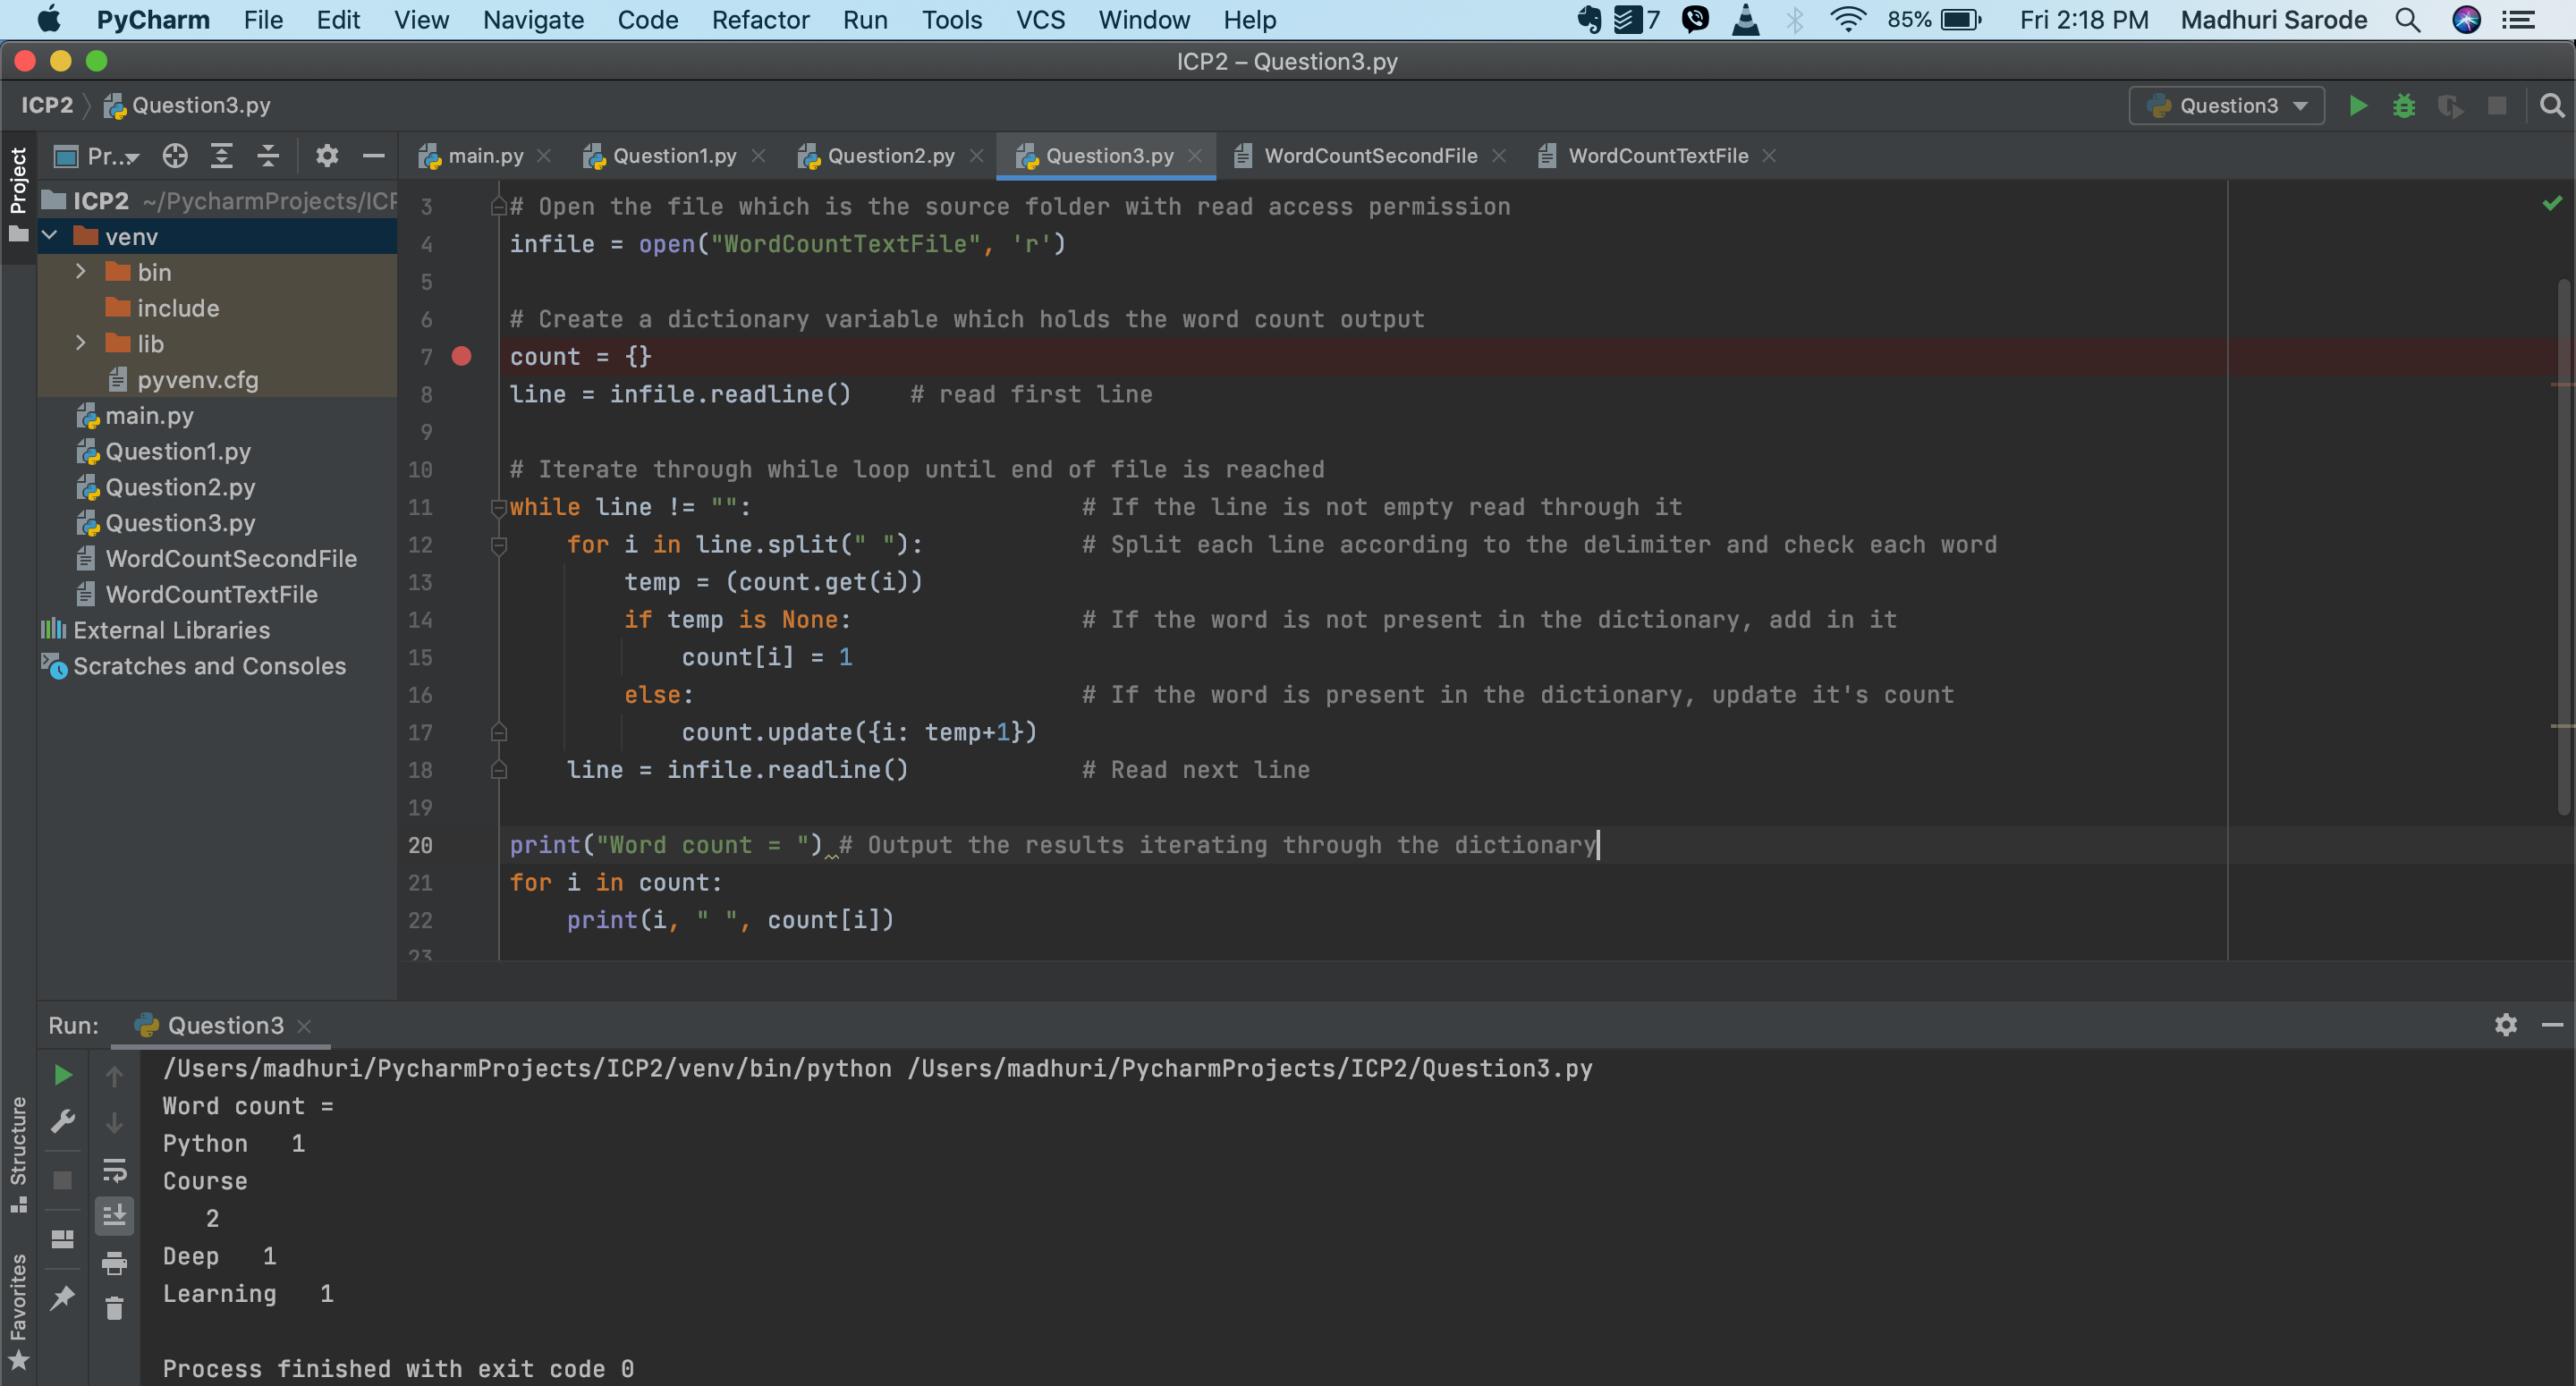 PyCharm File Edit View Navigate Code Refactor Run Tools VCS Window Help 7 85% Fri 2:18 PM Madhuri Sarode
ICP2 – Question3.py
ICP2 Question3.py Question3
Project
Pr... main.py Question1.py Question2.py Question3.py WordCountSecondFile WordCountTextFile
ICP2 ~/PycharmProjects/ICP
venv
bin
include
lib
pyvenv.cfg
main.py
Question1.py
Question2.py
Question3.py
WordCountSecondFile
WordCountTextFile
External Libraries
Scratches and Consoles
3 # Open the file which is the source folder with read access permission
4 infile = open("WordCountTextFile", 'r')
5
6 # Create a dictionary variable which holds the word count output
7 count = {}
8 line = infile.readline()    # read first line
9
10 # Iterate through while loop until end of file is reached
11 while line != "":                       # If the line is not empty read through it
12     for i in line.split(" "):           # Split each line according to the delimiter and check each word
13         temp = (count.get(i))
14         if temp is None:                # If the word is not present in the dictionary, add in it
15             count[i] = 1
16         else:                           # If the word is present in the dictionary, update it's count
17             count.update({i: temp+1})
18     line = infile.readline()            # Read next line
19
20 print("Word count = ") # Output the results iterating through the dictionary
21 for i in count:
22     print(i, " ", count[i])
23
Run: Question3
/Users/madhuri/PycharmProjects/ICP2/venv/bin/python /Users/madhuri/PycharmProjects/ICP2/Question3.py
Word count =
Python   1
Course
   2
Deep   1
Learning   1
Process finished with exit code 0
Structure
Favorites